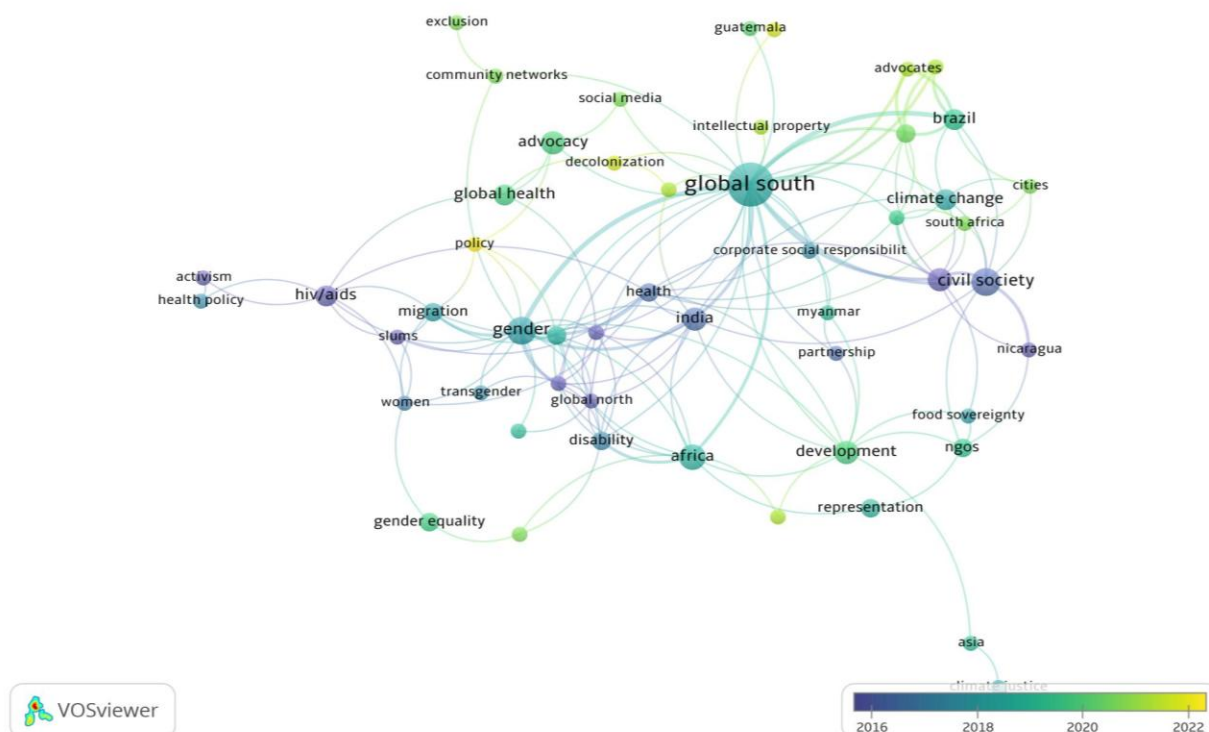 exclusion
guatemala
community networks
advocates
social media
intellectual property
brazil
advocacy
decolonization
global south
global health
climate change
cities
south africa
policy
corporate social responsibilit
activism
health policy
hiv/aids
health
civil society
migration
myanmar
india
gender
slums
partnership
nicaragua
transgender
women
global north
food sovereignty
disability
africa
development
ngos
representation
gender equality
asia
climate justice
VOSviewer
2016 2018 2020 2022